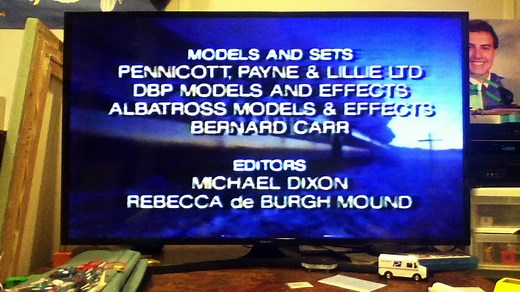 MODELS AND SETS
PENNICOTT, PAYNE & LILLIE LTD
DBP MODELS AND EFFECTS
ALBATROSS MODELS & EFFECTS
BERNARD CARR
EDITORS
MICHAEL DIXON
REBECCA de BURGH MOUND